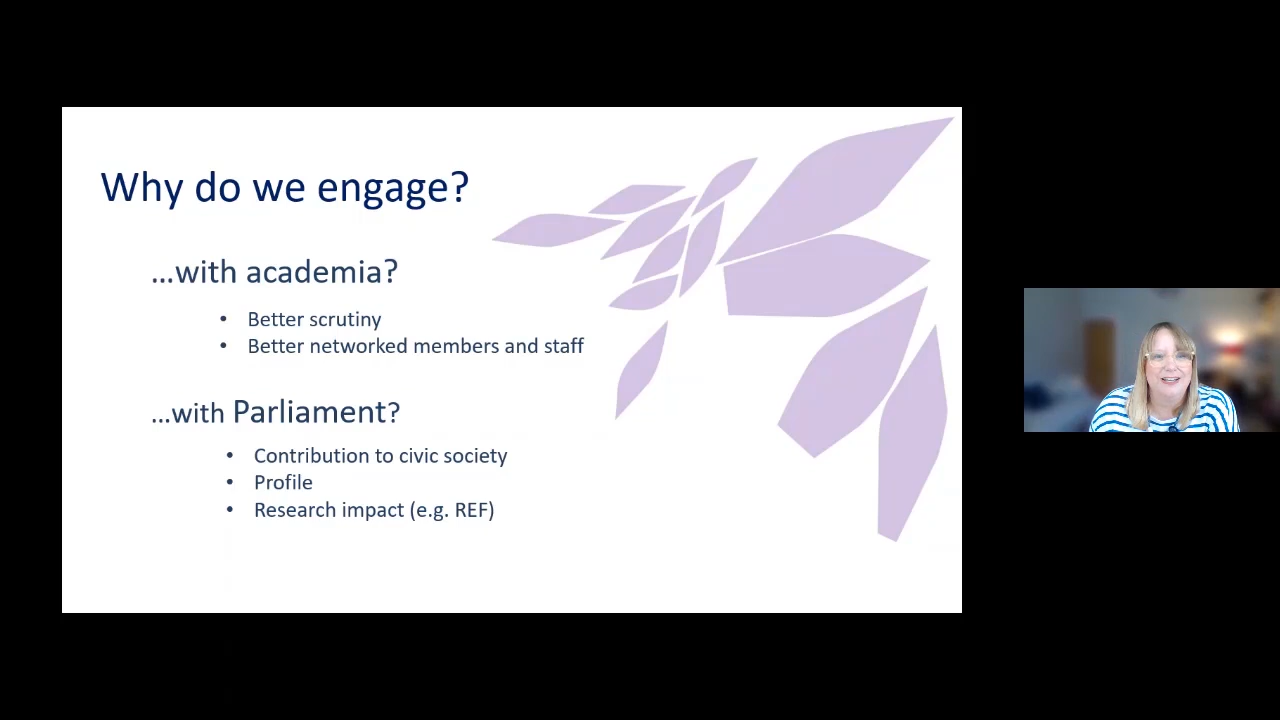 Why do we engage?
...with academia?
• Better scrutiny
• Better networked members and staff
...with Parliament?
• Contribution to civic society
• Profile
• Research impact (e.g. REF)